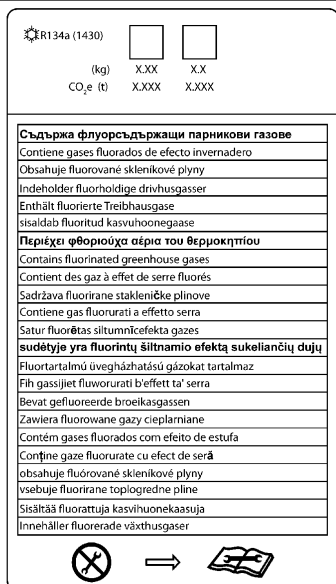 R134a (1430)
(kg) X.XX X.X
CO₂e (t) X.XXX X.XXX
Съдържа флуорсъдържащи парникови газове
Contiene gases fluorados de efecto invernadero
Obsahuje fluorované skleníkové plyny
Indeholder fluorholdige drivhusgasser
Enthält fluorierte Treibhausgase
sisaldab fluoritud kasvuhoonegaase
Περιέχει φθοριούχα αέρια του θερμοκηπίου
Contains fluorinated greenhouse gases
Contient des gaz à effet de serre fluorés
Sadržava fluorirane stakleničke plinove
Contiene gas fluorurati a effetto serra
Satur fluorētas siltumnīcefekta gazes
sudėtyje yra fluorintų šiltnamio efektą sukeliančių dujų
Fluortartalmú üvegházhatású gázokat tartalmaz
Fih gassijiet fluworurati b'effett ta' serra
Bevat gefluoreerde broeikasgassen
Zawiera fluorowane gazy cieplarniane
Contém gases fluorados com efeito de estufa
Conține gaze fluorurate cu efect de seră
obsahuje fluórované skleníkové plyny
vsebuje fluorirane toplogredne pline
Sisältää fluorattuja kasvihuonekaasuja
Innehåller fluorerade växthusgaser